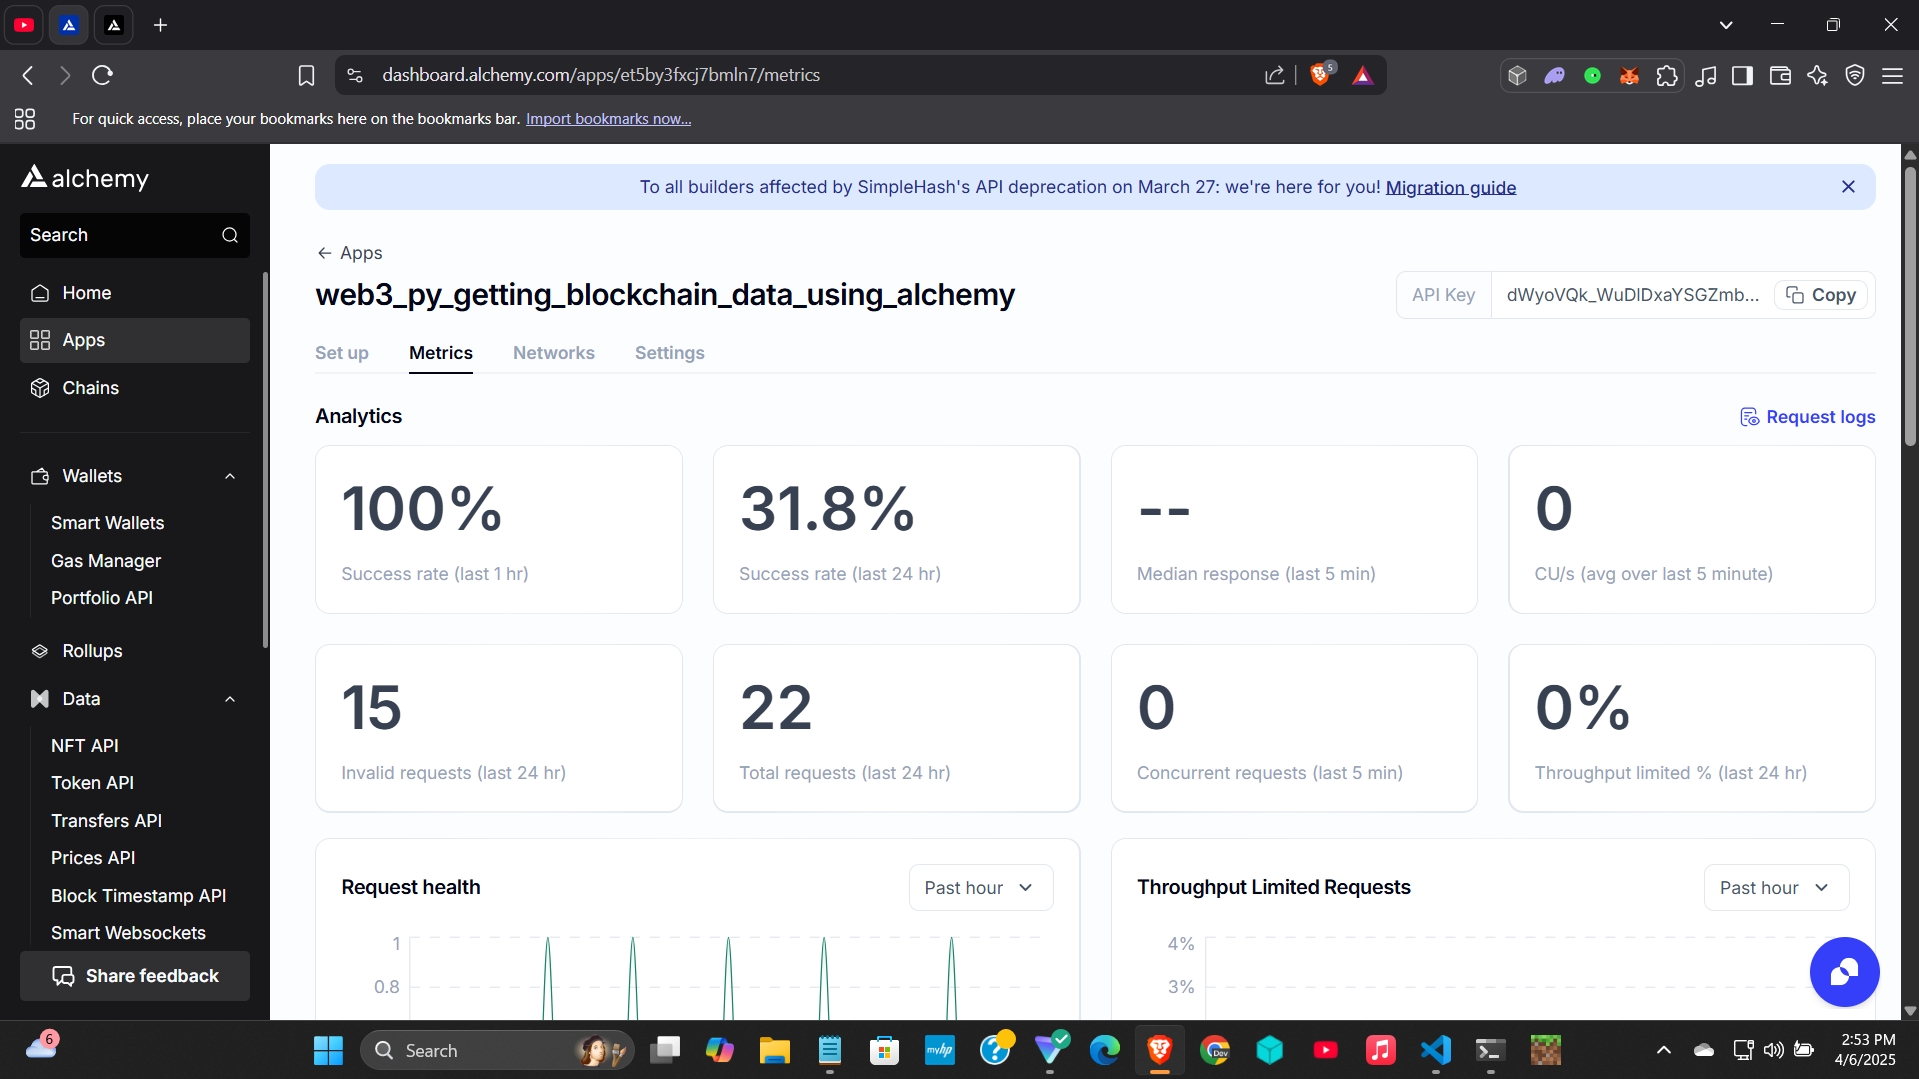 dashboard.alchemy.com/apps/et5by3fxcj7bmln7/metrics
5
For quick access, place your bookmarks here on the bookmarks bar. Import bookmarks now...
alchemy
Search
Home
Apps
Chains
Wallets
Smart Wallets
Gas Manager
Portfolio API
Rollups
Data
NFT API
Token API
Transfers API
Prices API
Block Timestamp API
Smart Websockets
Share feedback
To all builders affected by SimpleHash's API deprecation on March 27: we're here for you! Migration guide
← Apps
web3_py_getting_blockchain_data_using_alchemy
API Key dWyoVQk_WuDlDxaYSGZmb... Copy
Set up Metrics Networks Settings
Analytics
Request logs
100%
Success rate (last 1 hr)
31.8%
Success rate (last 24 hr)
--
Median response (last 5 min)
0
CU/s (avg over last 5 minute)
15
Invalid requests (last 24 hr)
22
Total requests (last 24 hr)
0
Concurrent requests (last 5 min)
0%
Throughput limited % (last 24 hr)
Request health
Past hour
1
0.8
Throughput Limited Requests
Past hour
4%
3%
6
Search
myhp
Dev
2:53 PM
4/6/2025